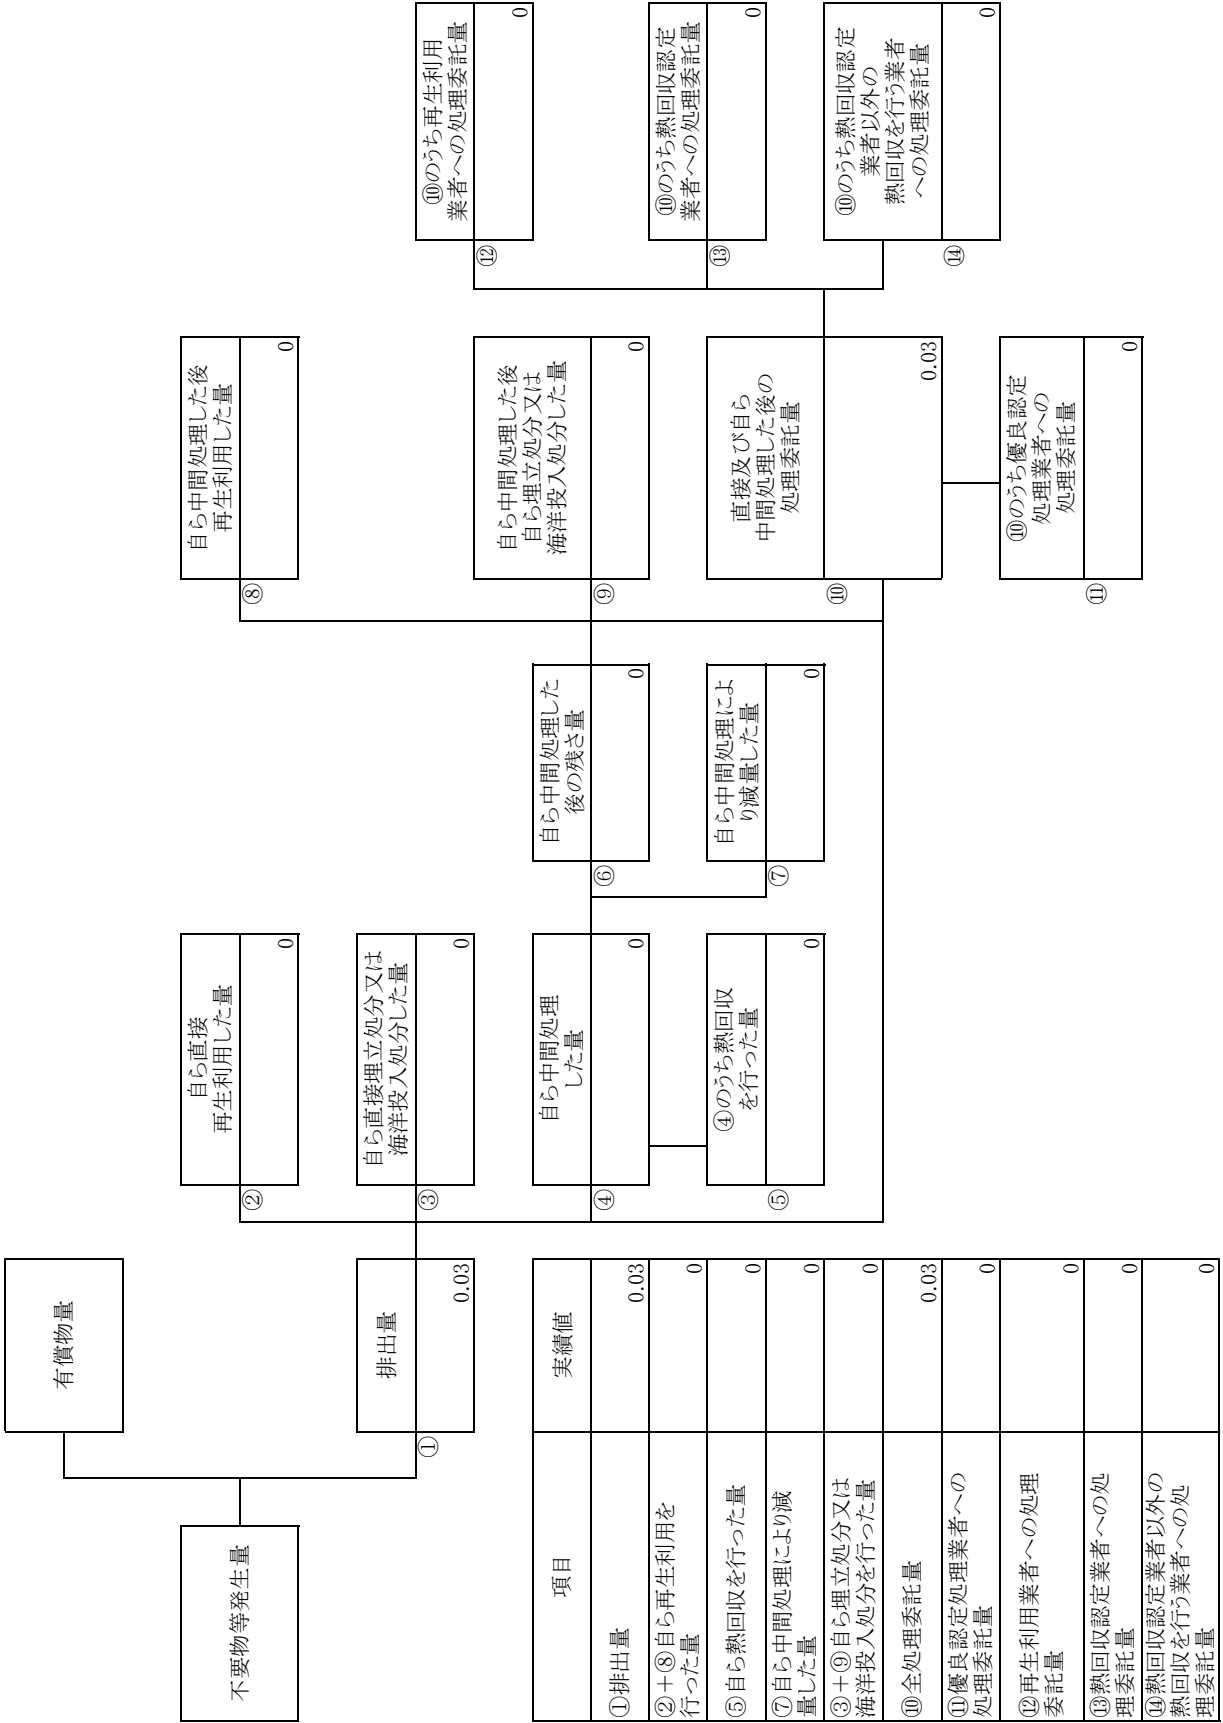 不要物等発生量
有償物量
①
排出量
0.03
②
自ら直接
再生利用した量
0
③
自ら直接埋立処分又は
海洋投入処分した量
0
④
自ら中間処理
した量
0
⑤
④のうち熱回収
を行った量
0
⑥
自ら中間処理した
後の残さ量
0
⑦
自ら中間処理によ
り減量した量
0
⑧
自ら中間処理した後
再生利用した量
0
⑨
自ら中間処理した後
自ら埋立処分又は
海洋投入処分した量
0
⑩
直接及び自ら
中間処理した後の
処理委託量
0.03
⑪
⑩のうち優良認定
処理業者への
処理委託量
0
⑫
⑩のうち再生利用
業者への処理委託量
0
⑬
⑩のうち熱回収認定
業者への処理委託量
0
⑭
⑩のうち熱回収認定
業者以外の
熱回収を行う業者
への処理委託量
0
項目 実績値
①排出量 0.03
②+⑧自ら再生利用を
行った量 0
⑤自ら熱回収を行った量 0
⑦自ら中間処理により減
量した量 0
③+⑨自ら埋立処分又は
海洋投入処分を行った量 0
⑩全処理委託量 0.03
⑪優良認定処理業者への
処理委託量 0
⑫再生利用業者への処理
委託量 0
⑬熱回収認定業者への処
理委託量 0
⑭熱回収認定業者以外の
熱回収を行う業者への処
理委託量 0